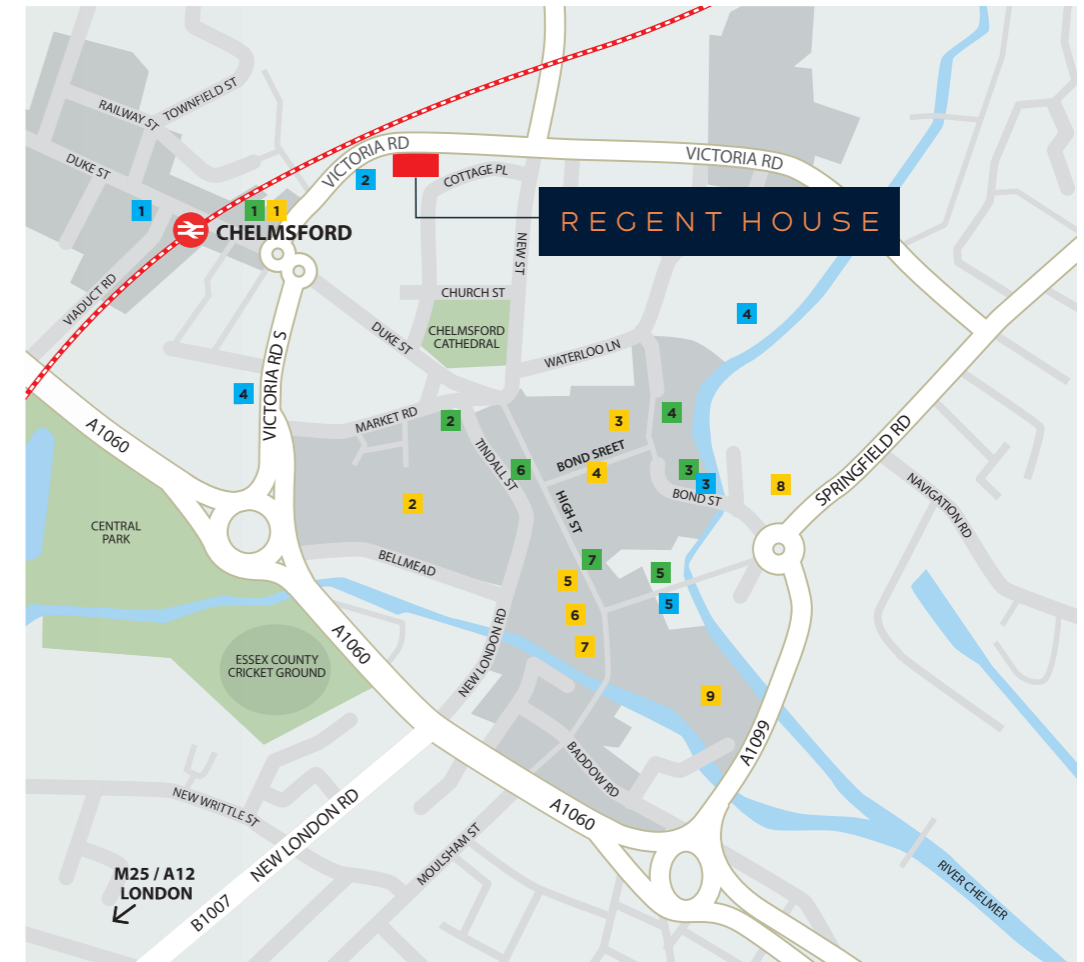 TOWNFIELD ST
RAILWAY ST
DUKE ST
VICTORIA RD
VICTORIA RD
COTTAGE PL
2
1
1
1
REGENT HOUSE
CHELMSFORD
NEW ST
VIADUCT RD
CHURCH ST
4
CHELMSFORD
CATHEDRAL
DUKE ST
WATERLOO LN
VICTORIA RD S
4
MARKET RD
2
3
4
A1060
TINDALL ST
6
BOND SREET
4
3
3
BOND ST
8
SPRINGFIELD RD
NAVIGATION RD
2
HIGH ST
CENTRAL
PARK
BELLMEAD
7
5
5
5
6
7
A1060
NEW LONDON RD
ESSEX COUNTY
CRICKET GROUND
9
A1099
BADDOW RD
NEW WRITTLE ST
NEW LONDON RD
A1060
MOULSHAM ST
M25 / A12
LONDON
B1007
RIVER CHELMER